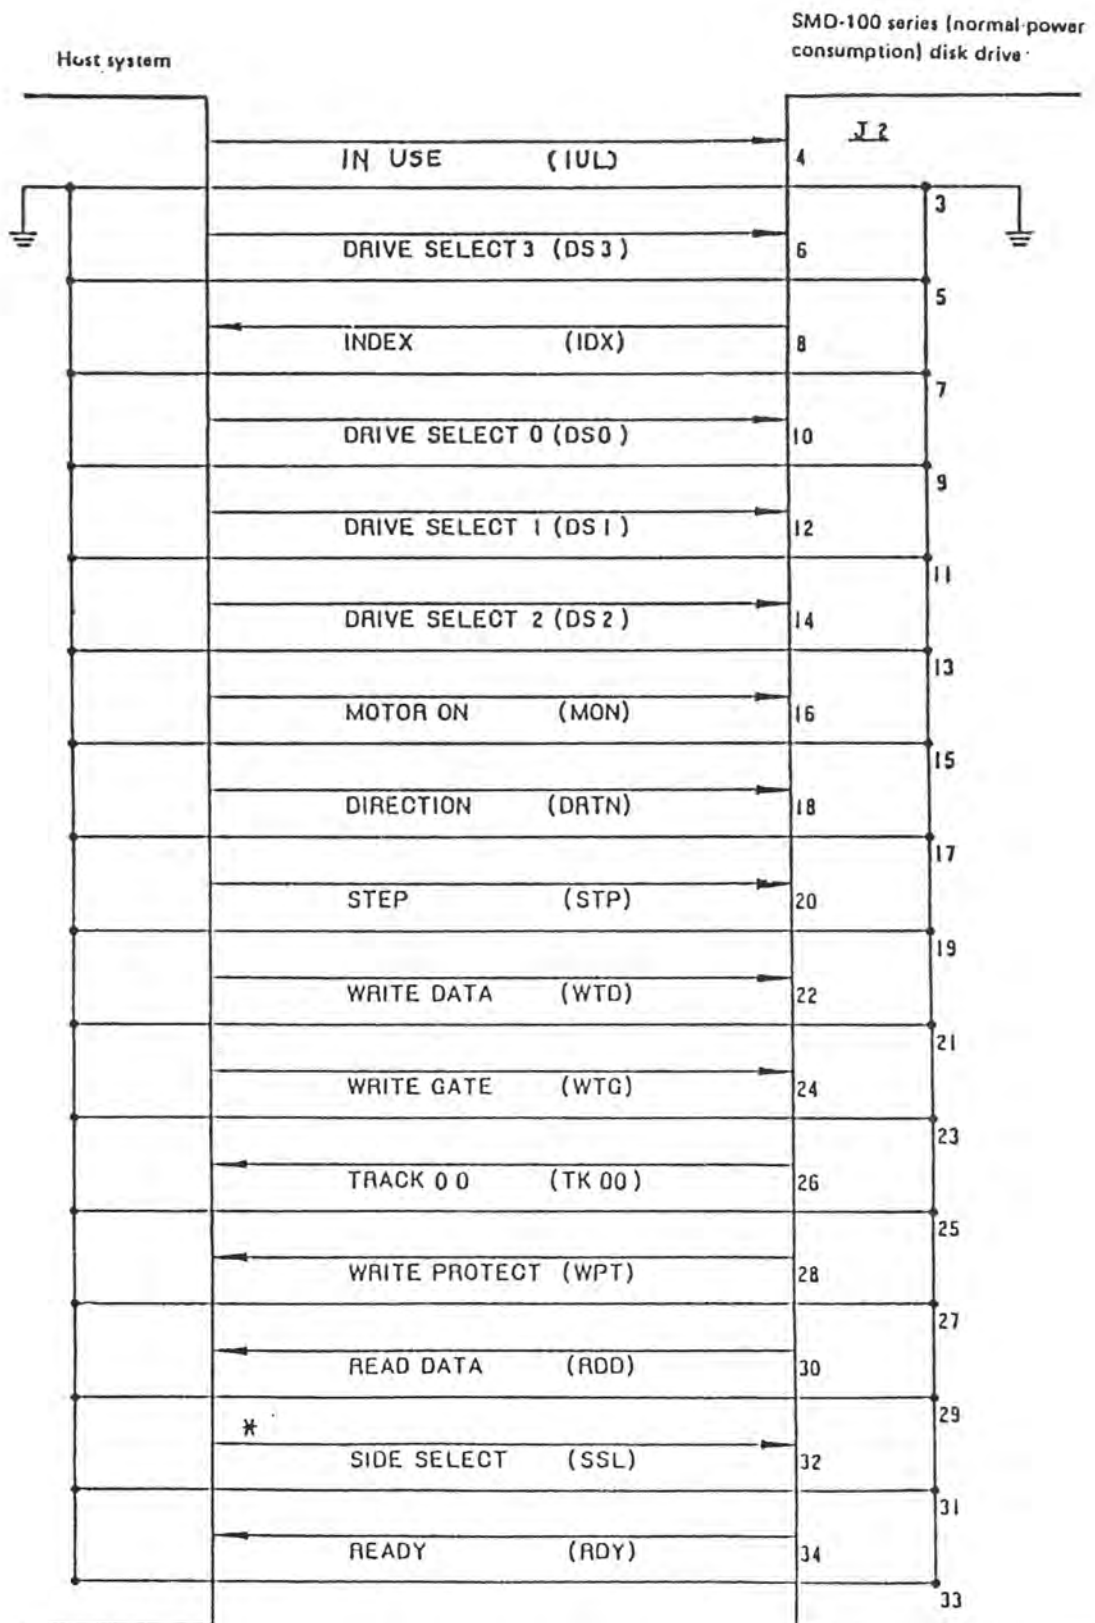 SMD-100 series (normal power
consumption) disk drive
Host system
J2
IN USE (IUL) 4
3
DRIVE SELECT 3 (DS3) 6
5
INDEX (IDX) 8
7
DRIVE SELECT 0 (DS0) 10
9
DRIVE SELECT 1 (DS1) 12
11
DRIVE SELECT 2 (DS2) 14
13
MOTOR ON (MON) 16
15
DIRECTION (DRTN) 18
17
STEP (STP) 20
19
WRITE DATA (WTD) 22
21
WRITE GATE (WTG) 24
23
TRACK 00 (TK 00) 26
25
WRITE PROTECT (WPT) 28
27
READ DATA (RDD) 30
29
*
SIDE SELECT (SSL) 32
31
READY (RDY) 34
33